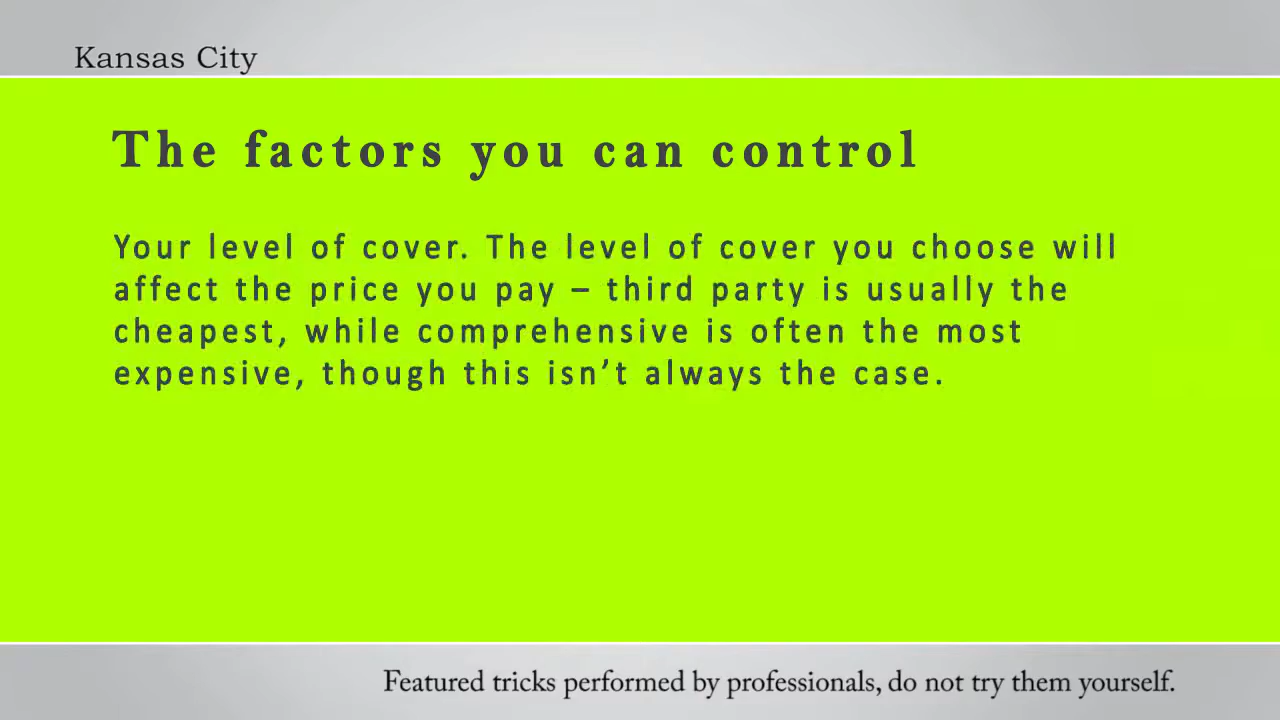 Kansas City
The factors you can control
Your level of cover. The level of cover you choose will
affect the price you pay – third party is usually the
cheapest, while comprehensive is often the most
expensive, though this isn’t always the case.
Featured tricks performed by professionals, do not try them yourself.